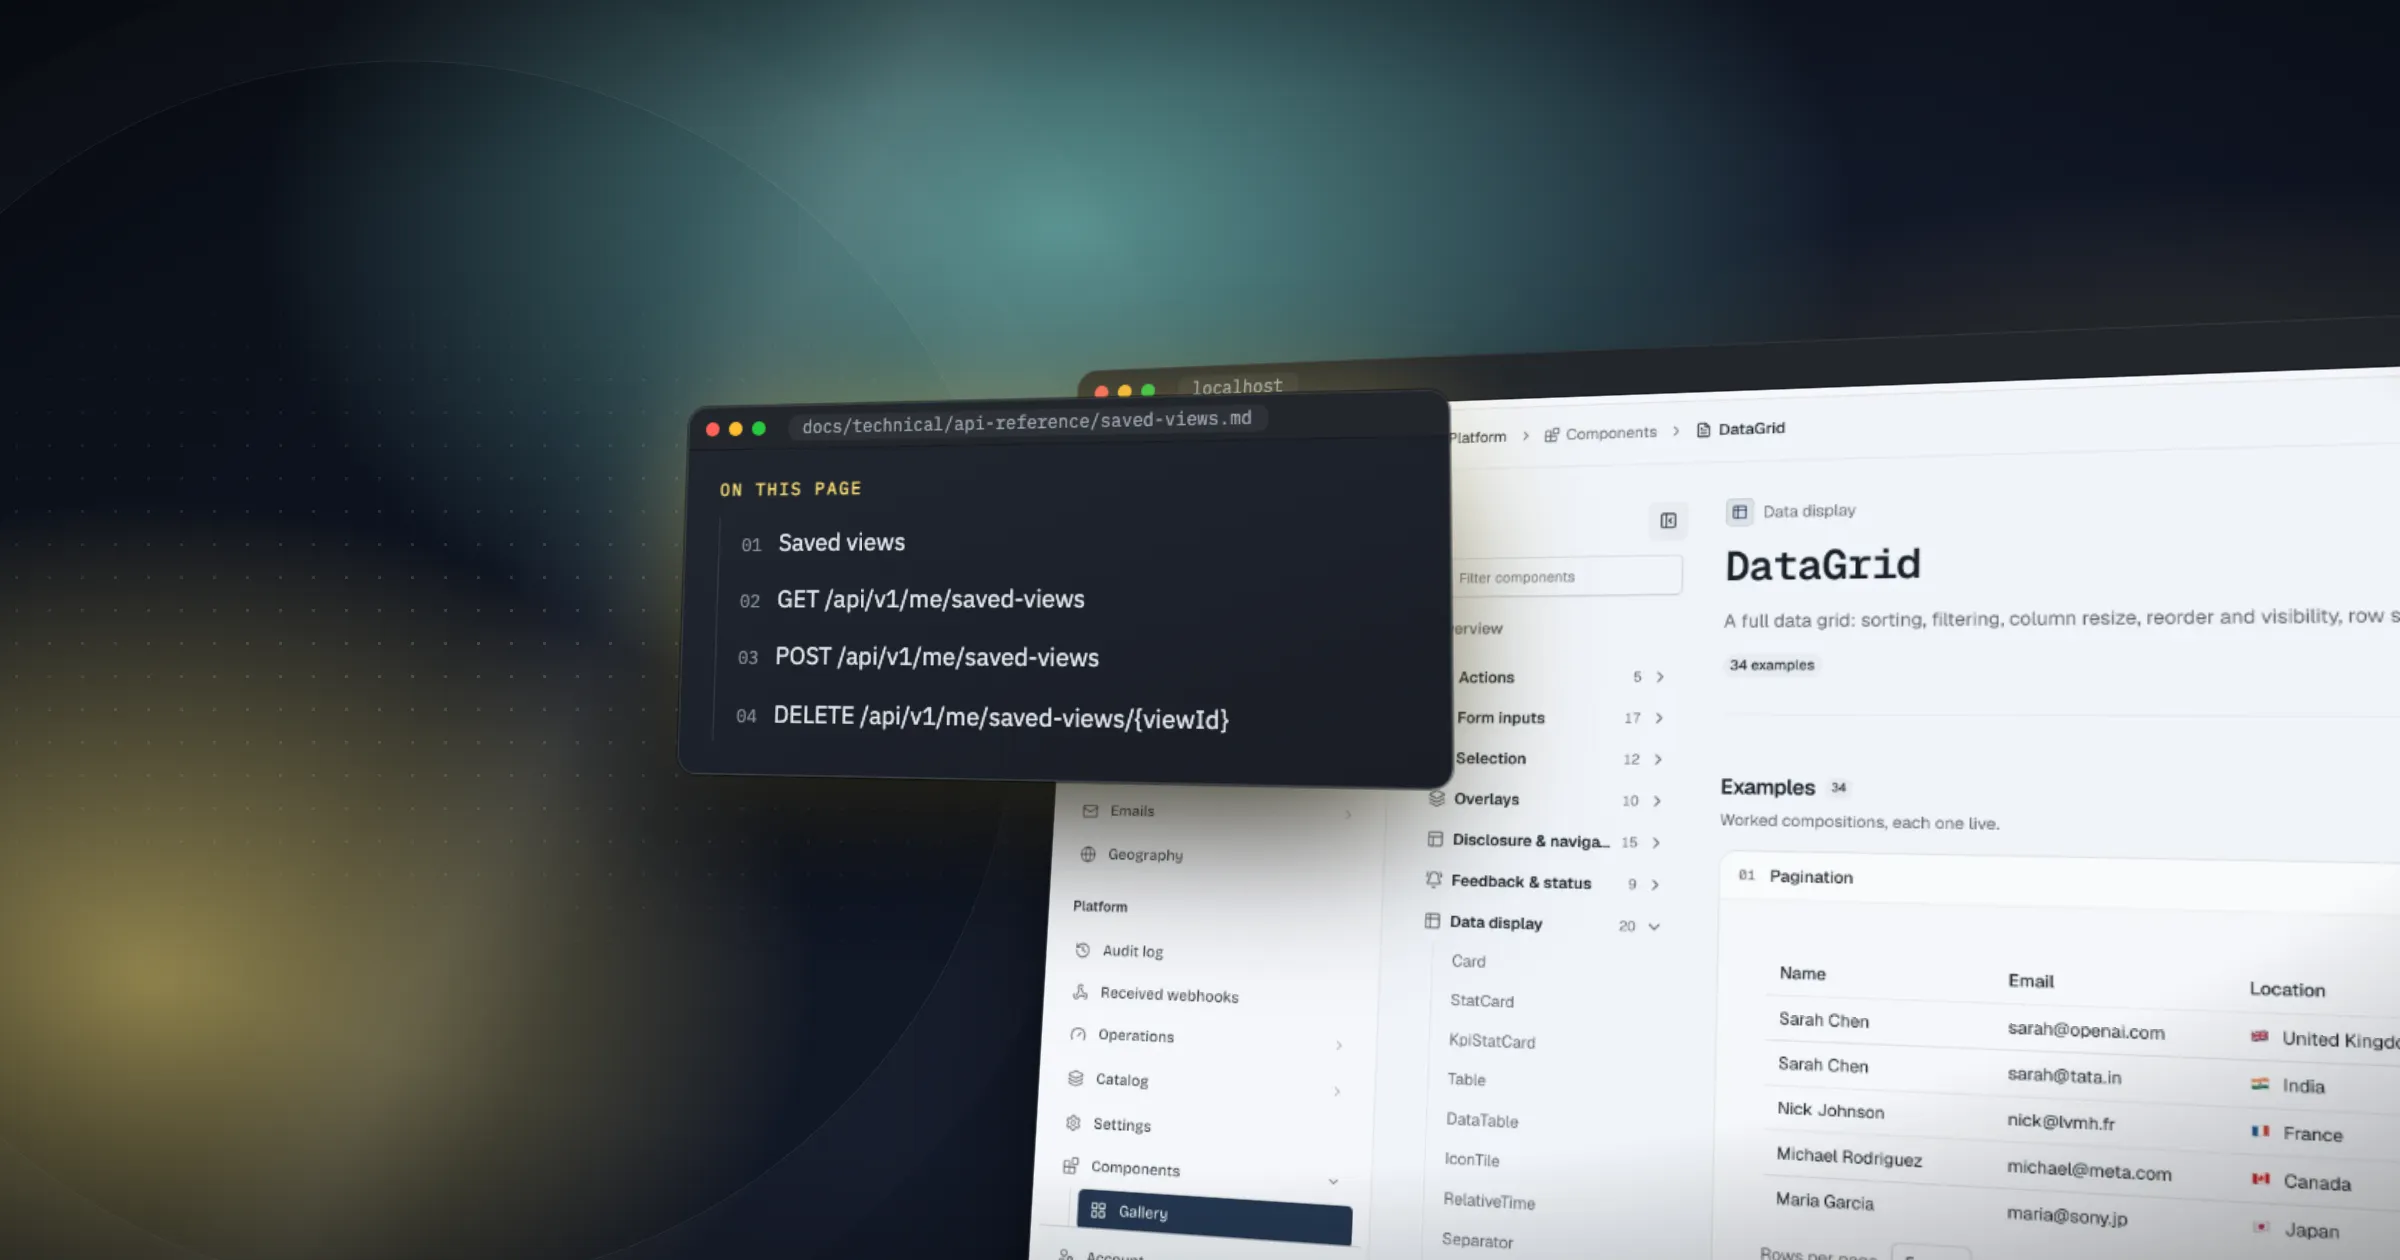 localhost
docs/technical/api-reference/saved-views.md
ON THIS PAGE
01 Saved views
02 GET /api/v1/me/saved-views
03 POST /api/v1/me/saved-views
04 DELETE /api/v1/me/saved-views/{viewId}
Platform > Components > DataGrid
Emails
Geography
Platform
Audit log
Received webhooks
Operations
Catalog
Settings
Components
Gallery
Account
Filter components
Actions 5
Form inputs 17
Selection 12
Overlays 10
Disclosure & naviga... 15
Feedback & status 9
Data display 20
Card
StatCard
KpiStatCard
Table
DataTable
IconTile
RelativeTime
Separator
Data display
DataGrid
A full data grid: sorting, filtering, column resize, reorder and visibility, row s
34 examples
Examples 34
Worked compositions, each one live.
01 Pagination
Name Email Location
Sarah Chen sarah@openai.com United Kingdo
Sarah Chen sarah@tata.in India
Nick Johnson nick@lvmh.fr France
Michael Rodriguez michael@meta.com Canada
Maria Garcia maria@sony.jp Japan
Rows per page